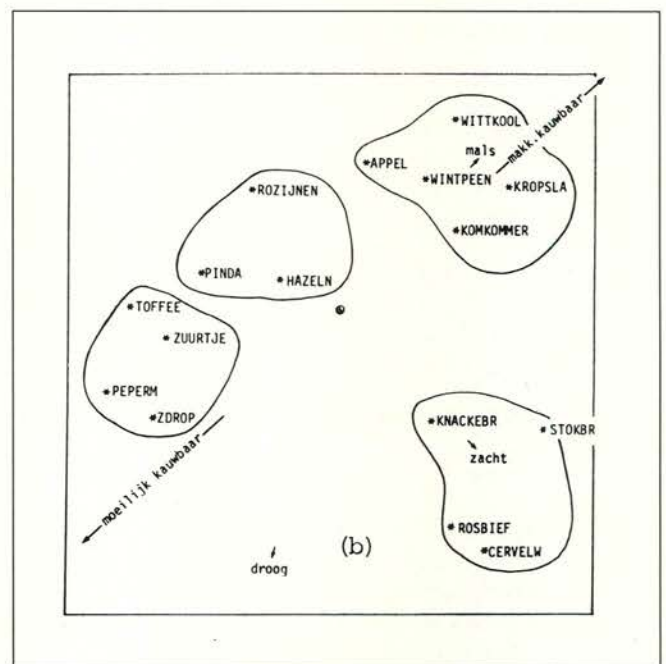 *WITTKOOL
mals
makk.kauwbaar
*APPEL
*WINTPEEN
*KROPSLA
*ROZIJNEN
*KOMKOMMER
*PINDA
*HAZELN
*TOFFEE
*ZUURTJE
*PEPERM
*ZDROP
*KNACKEBR
*STOKBR
zacht
moeilijk kauwbaar
*ROSBIEF
(b)
*CERVELW
droog